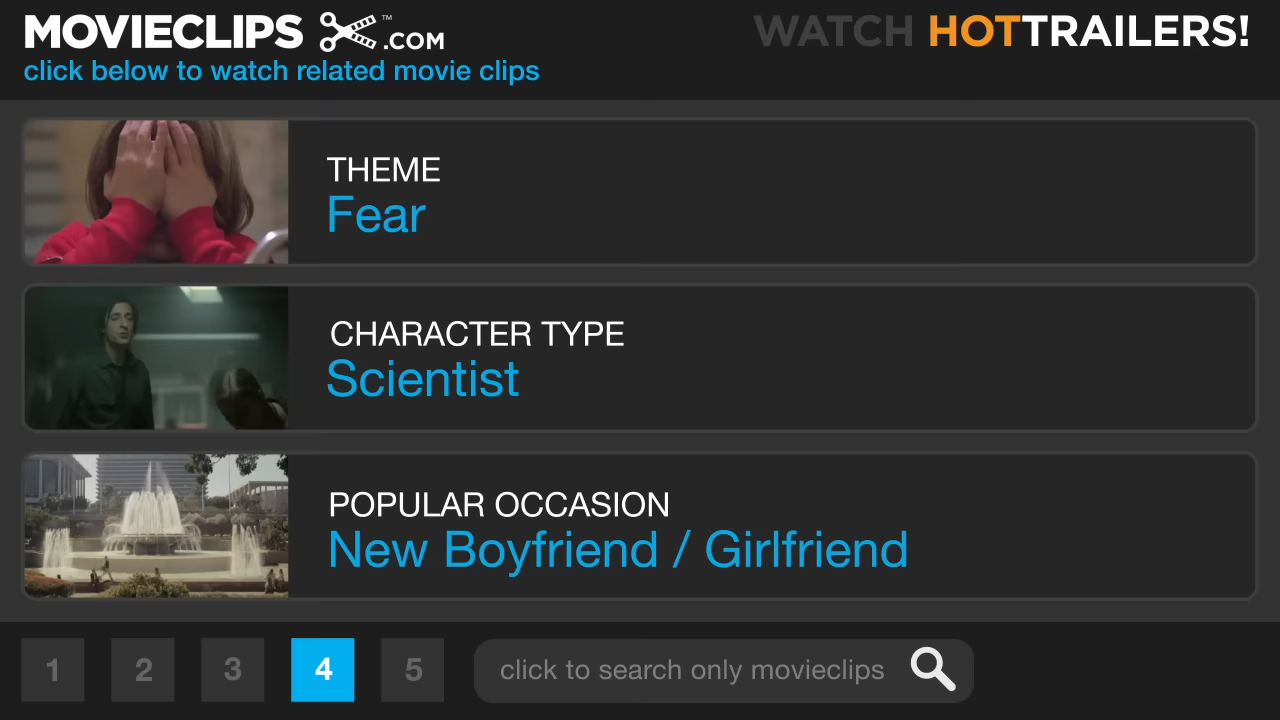 MOVIECLIPS ™ .COM
WATCH HOTTRAILERS!
click below to watch related movie clips
THEME
Fear
CHARACTER TYPE
Scientist
POPULAR OCCASION
New Boyfriend / Girlfriend
1 2 3 4 5 click to search only movieclips